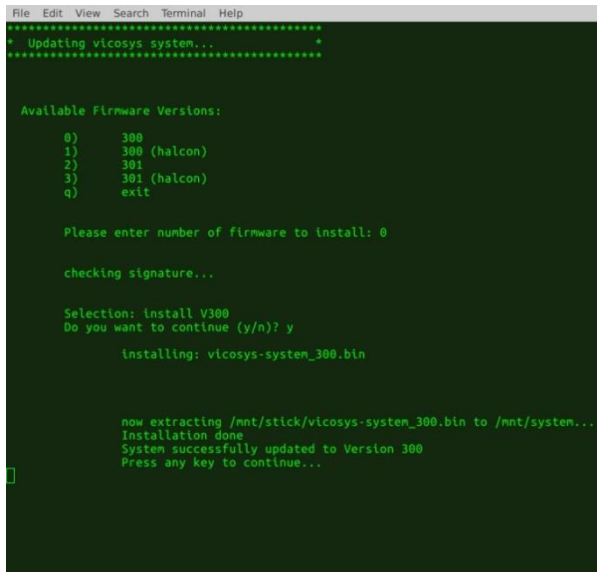 File Edit View Search Terminal Help
********************************************
* Updating vicosys system... *
********************************************
Available Firmware Versions:
0) 300
1) 300 (halcon)
2) 301
3) 301 (halcon)
q) exit
Please enter number of firmware to install: 0
checking signature...
Selection: install V300
Do you want to continue (y/n)? y
installing: vicosys-system_300.bin
now extracting /mnt/stick/vicosys-system_300.bin to /mnt/system...
Installation done
System successfully updated to Version 300
Press any key to continue...